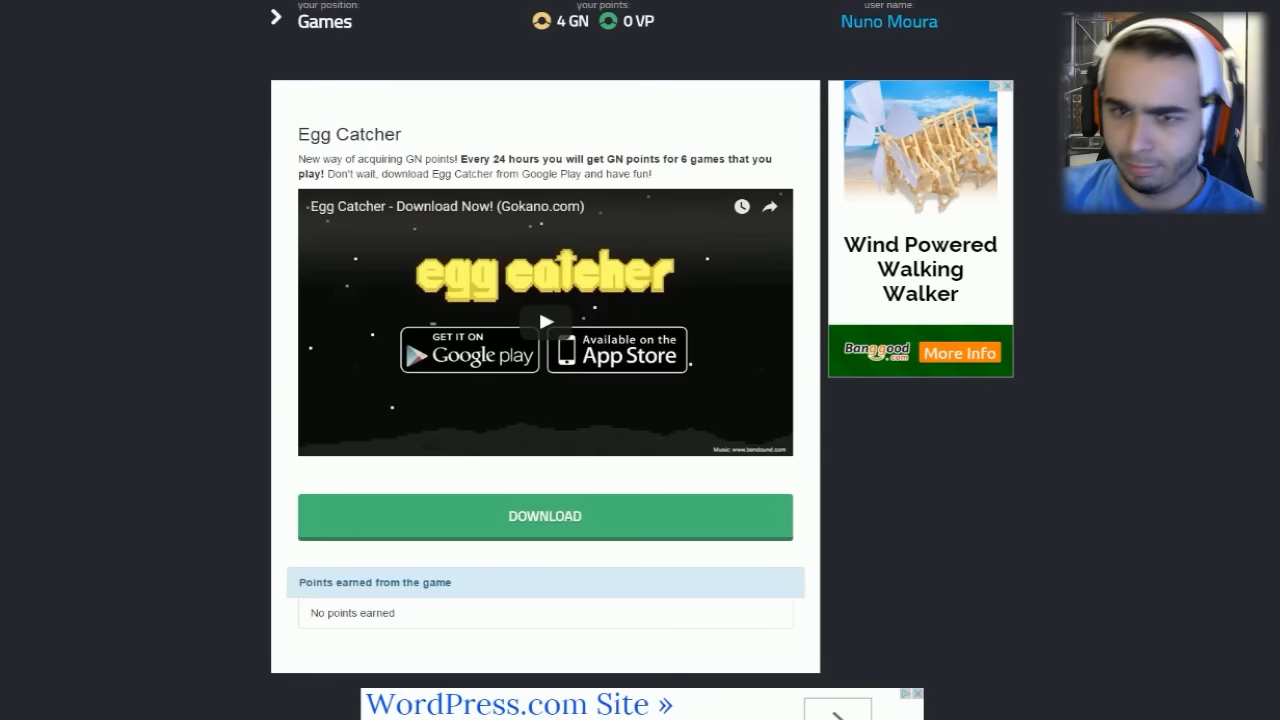 your position:
your points:
user name:
Games
4 GN
0 VP
Nuno Moura
Egg Catcher
New way of acquiring GN points! Every 24 hours you will get GN points for 6 games that you
play! Don't wait, download Egg Catcher from Google Play and have fun!
Egg Catcher - Download Now! (Gokano.com)
egg catcher
GET IT ON
Google play
Available on the
App Store
Music: www.bensound.com
DOWNLOAD
Points earned from the game
No points earned
Wind Powered
Walking
Walker
Banggood.com
More Info
WordPress.com Site »